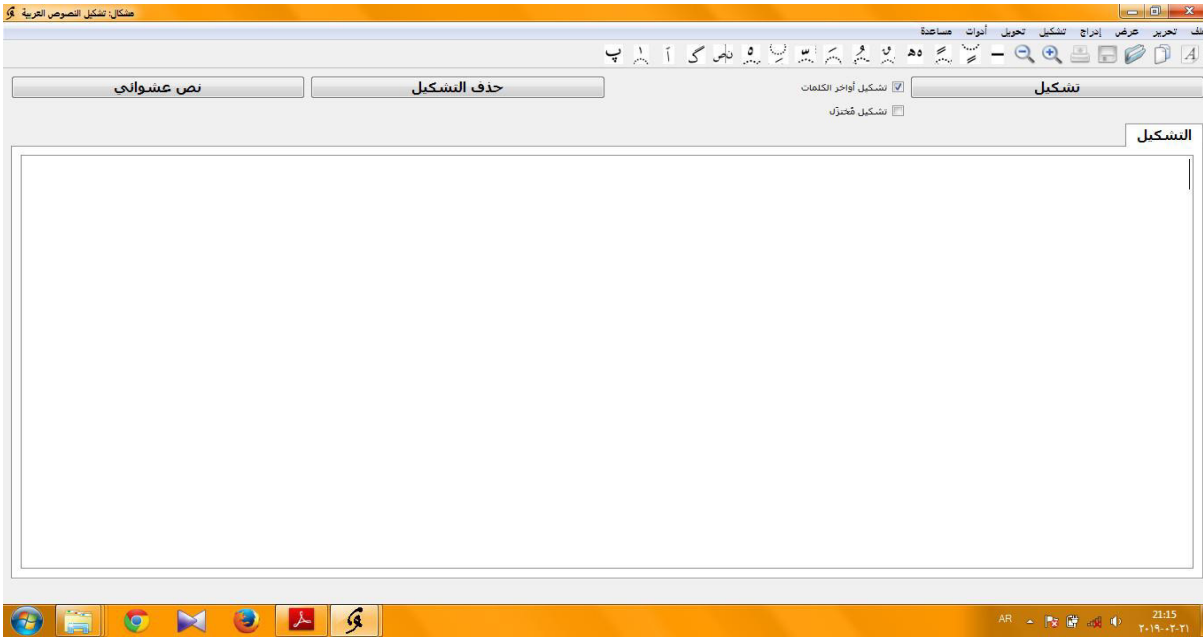 مشكال: تشكيل النصوص العربية
ملف تحرير عرض إدراج تشكيل تحويل أدوات مساعدة
تشكيل
تشكيل أواخر الكلمات
حذف التشكيل
نص عشوائي
تشكيل مُختزَل
التشكيل
AR
21:15
٢٠١٩-٠٢-٢١